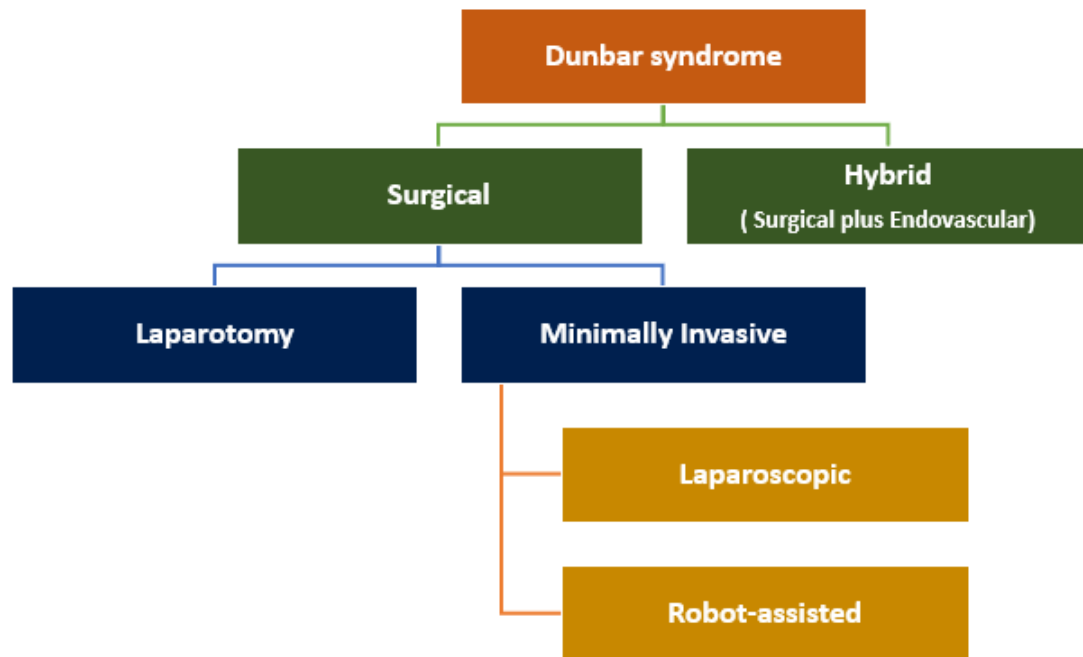 Dunbar syndrome
Surgical
Hybrid
( Surgical plus Endovascular)
Laparotomy
Minimally Invasive
Laparoscopic
Robot-assisted